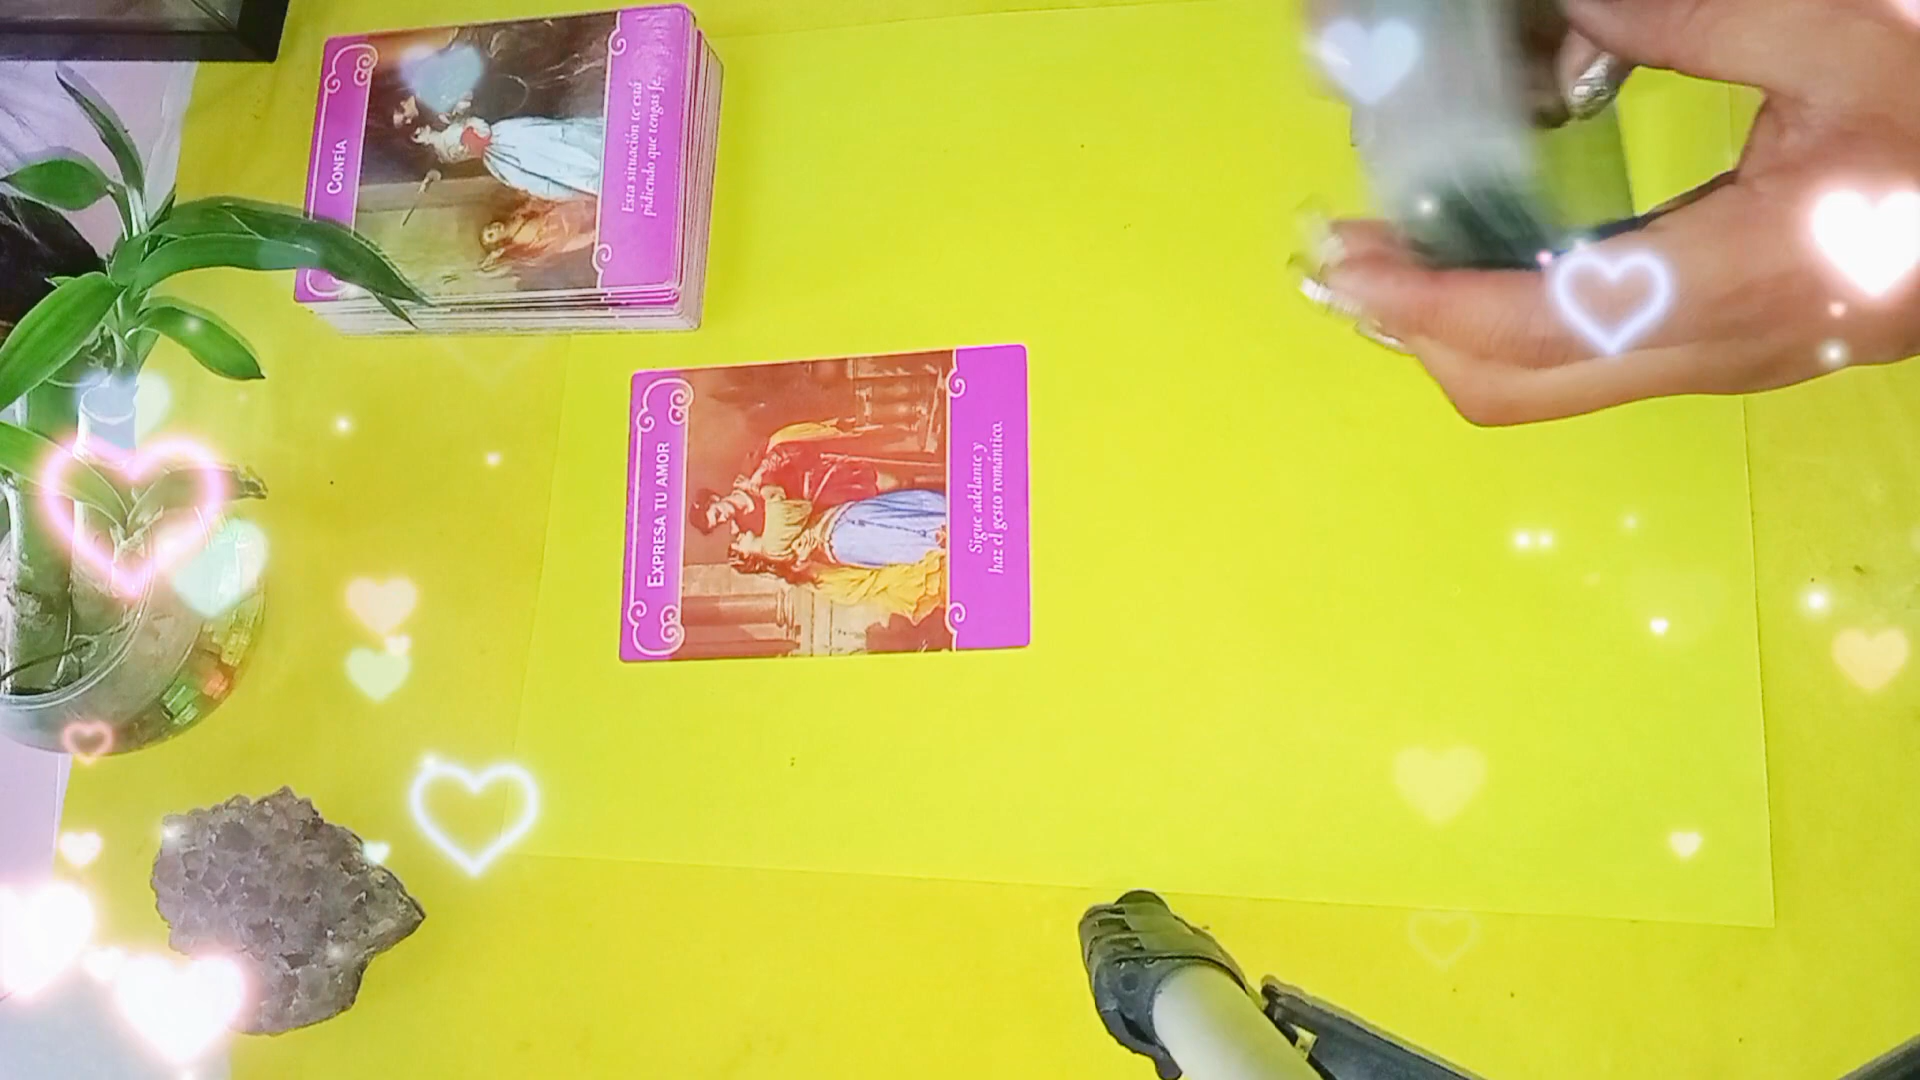 CONFÍA
Esta situación te está
pidiendo que tengas fe.
EXPRESA TU AMOR
Sigue adelante y
haz el gesto romántico.